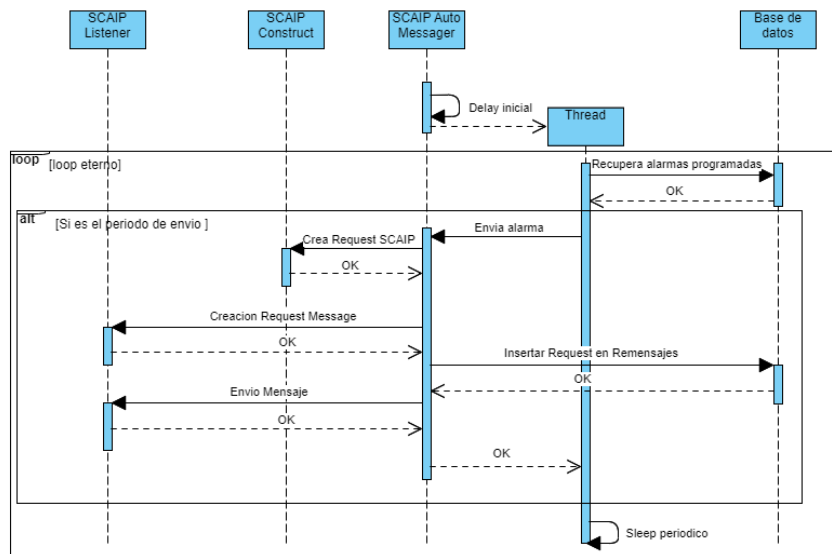 SCAIP
Listener
SCAIP
Construct
SCAIP Auto
Messager
Base de
datos
Delay inicial
Thread
loop
[loop eterno]
Recupera alarmas programadas
OK
alt
[Si es el periodo de envio ]
Envia alarma
Crea Request SCAIP
OK
Creacion Request Message
OK
Insertar Request en Remensajes
OK
Envio Mensaje
OK
OK
Sleep periodico